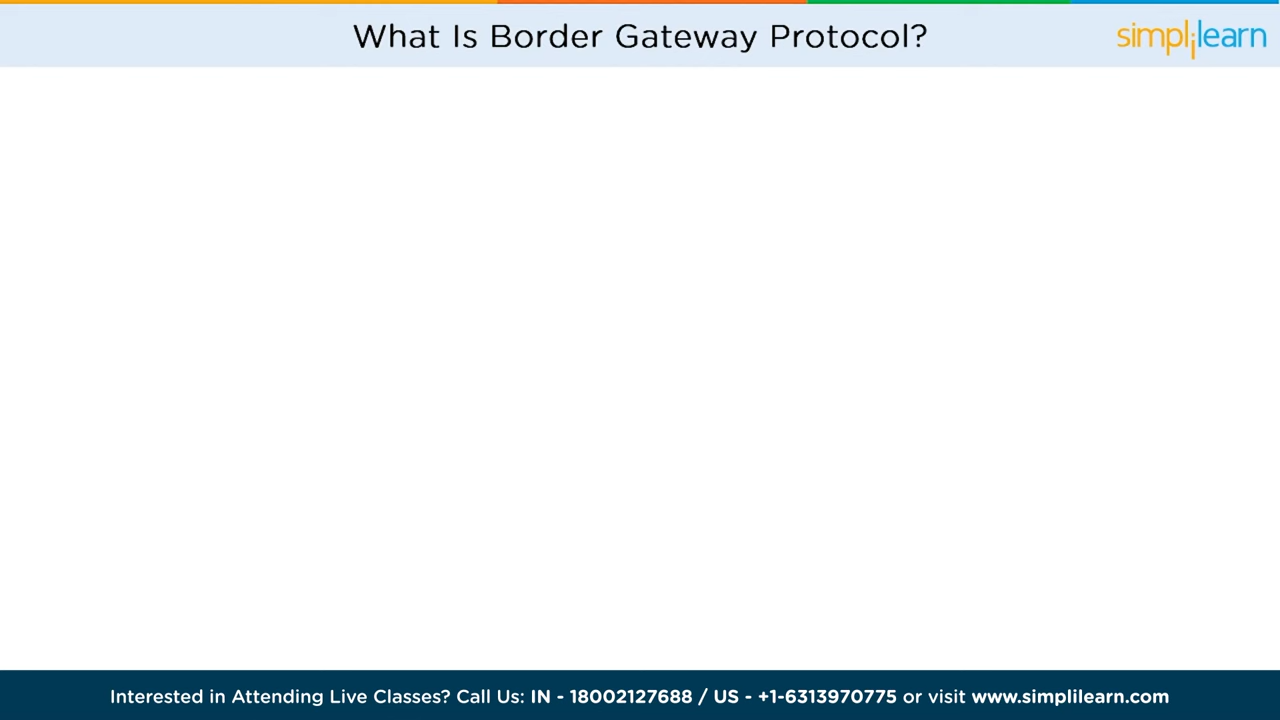 What Is Border Gateway Protocol?
simplilearn
Interested in Attending Live Classes? Call Us: IN - 18002127688 / US - +1-6313970775 or visit www.simplilearn.com